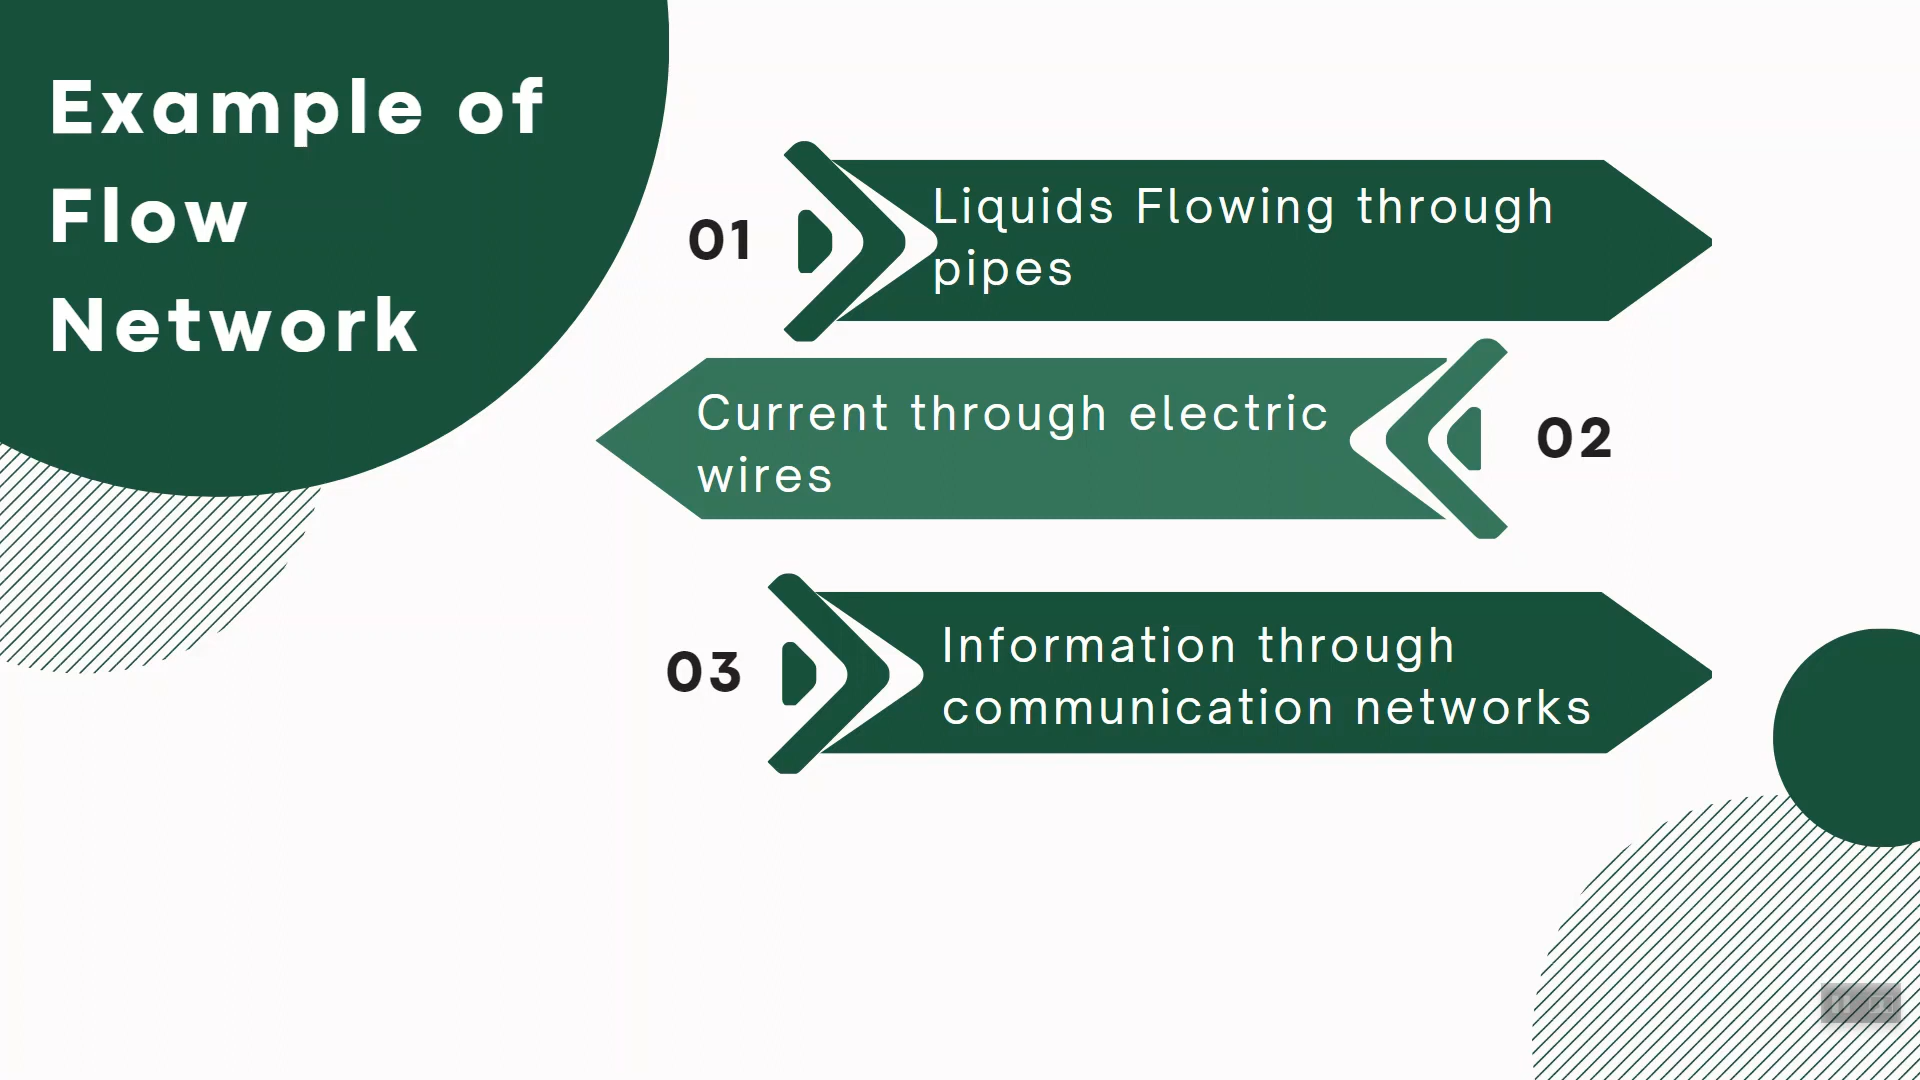 Example of
Flow
Network
01
Liquids Flowing through
pipes
Current through electric
wires
02
03
Information through
communication networks